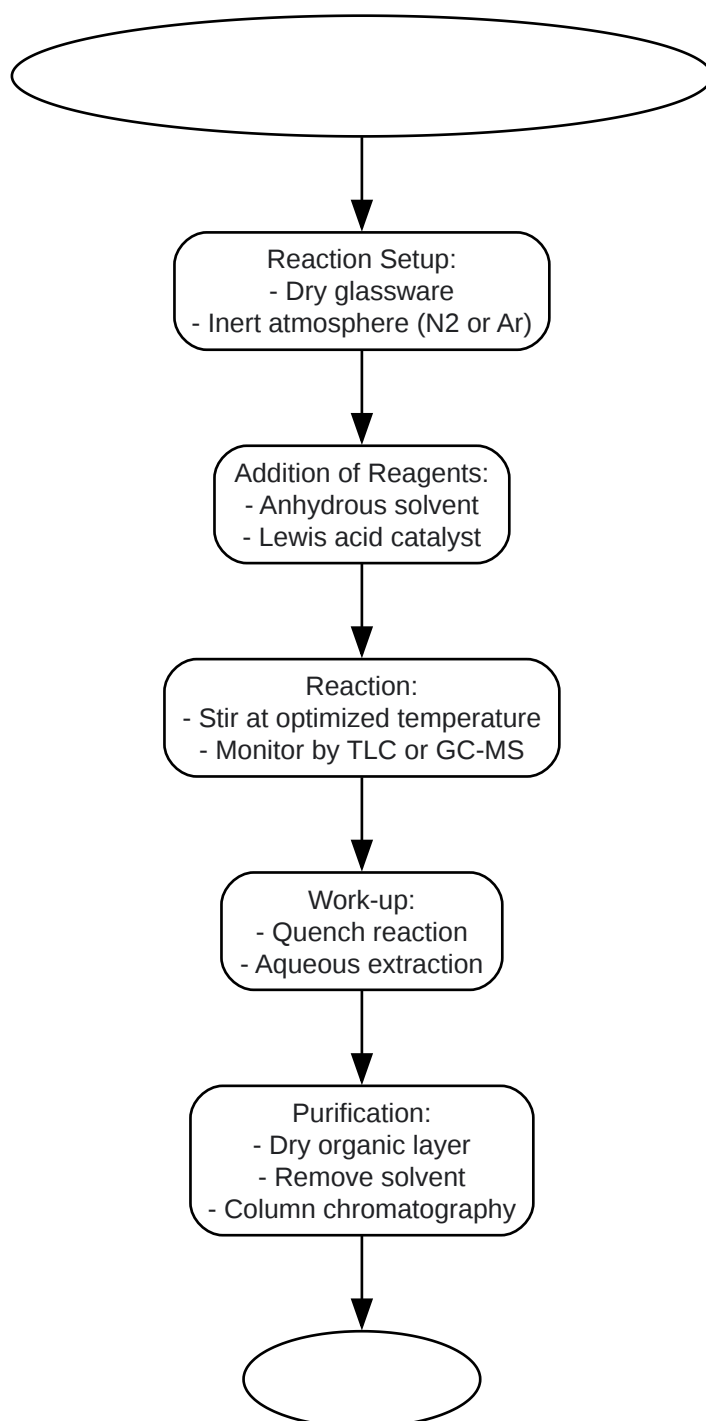 Reaction Setup:
- Dry glassware
- Inert atmosphere (N2 or Ar)
Addition of Reagents:
- Anhydrous solvent
- Lewis acid catalyst
Reaction:
- Stir at optimized temperature
- Monitor by TLC or GC-MS
Work-up:
- Quench reaction
- Aqueous extraction
Purification:
- Dry organic layer
- Remove solvent
- Column chromatography